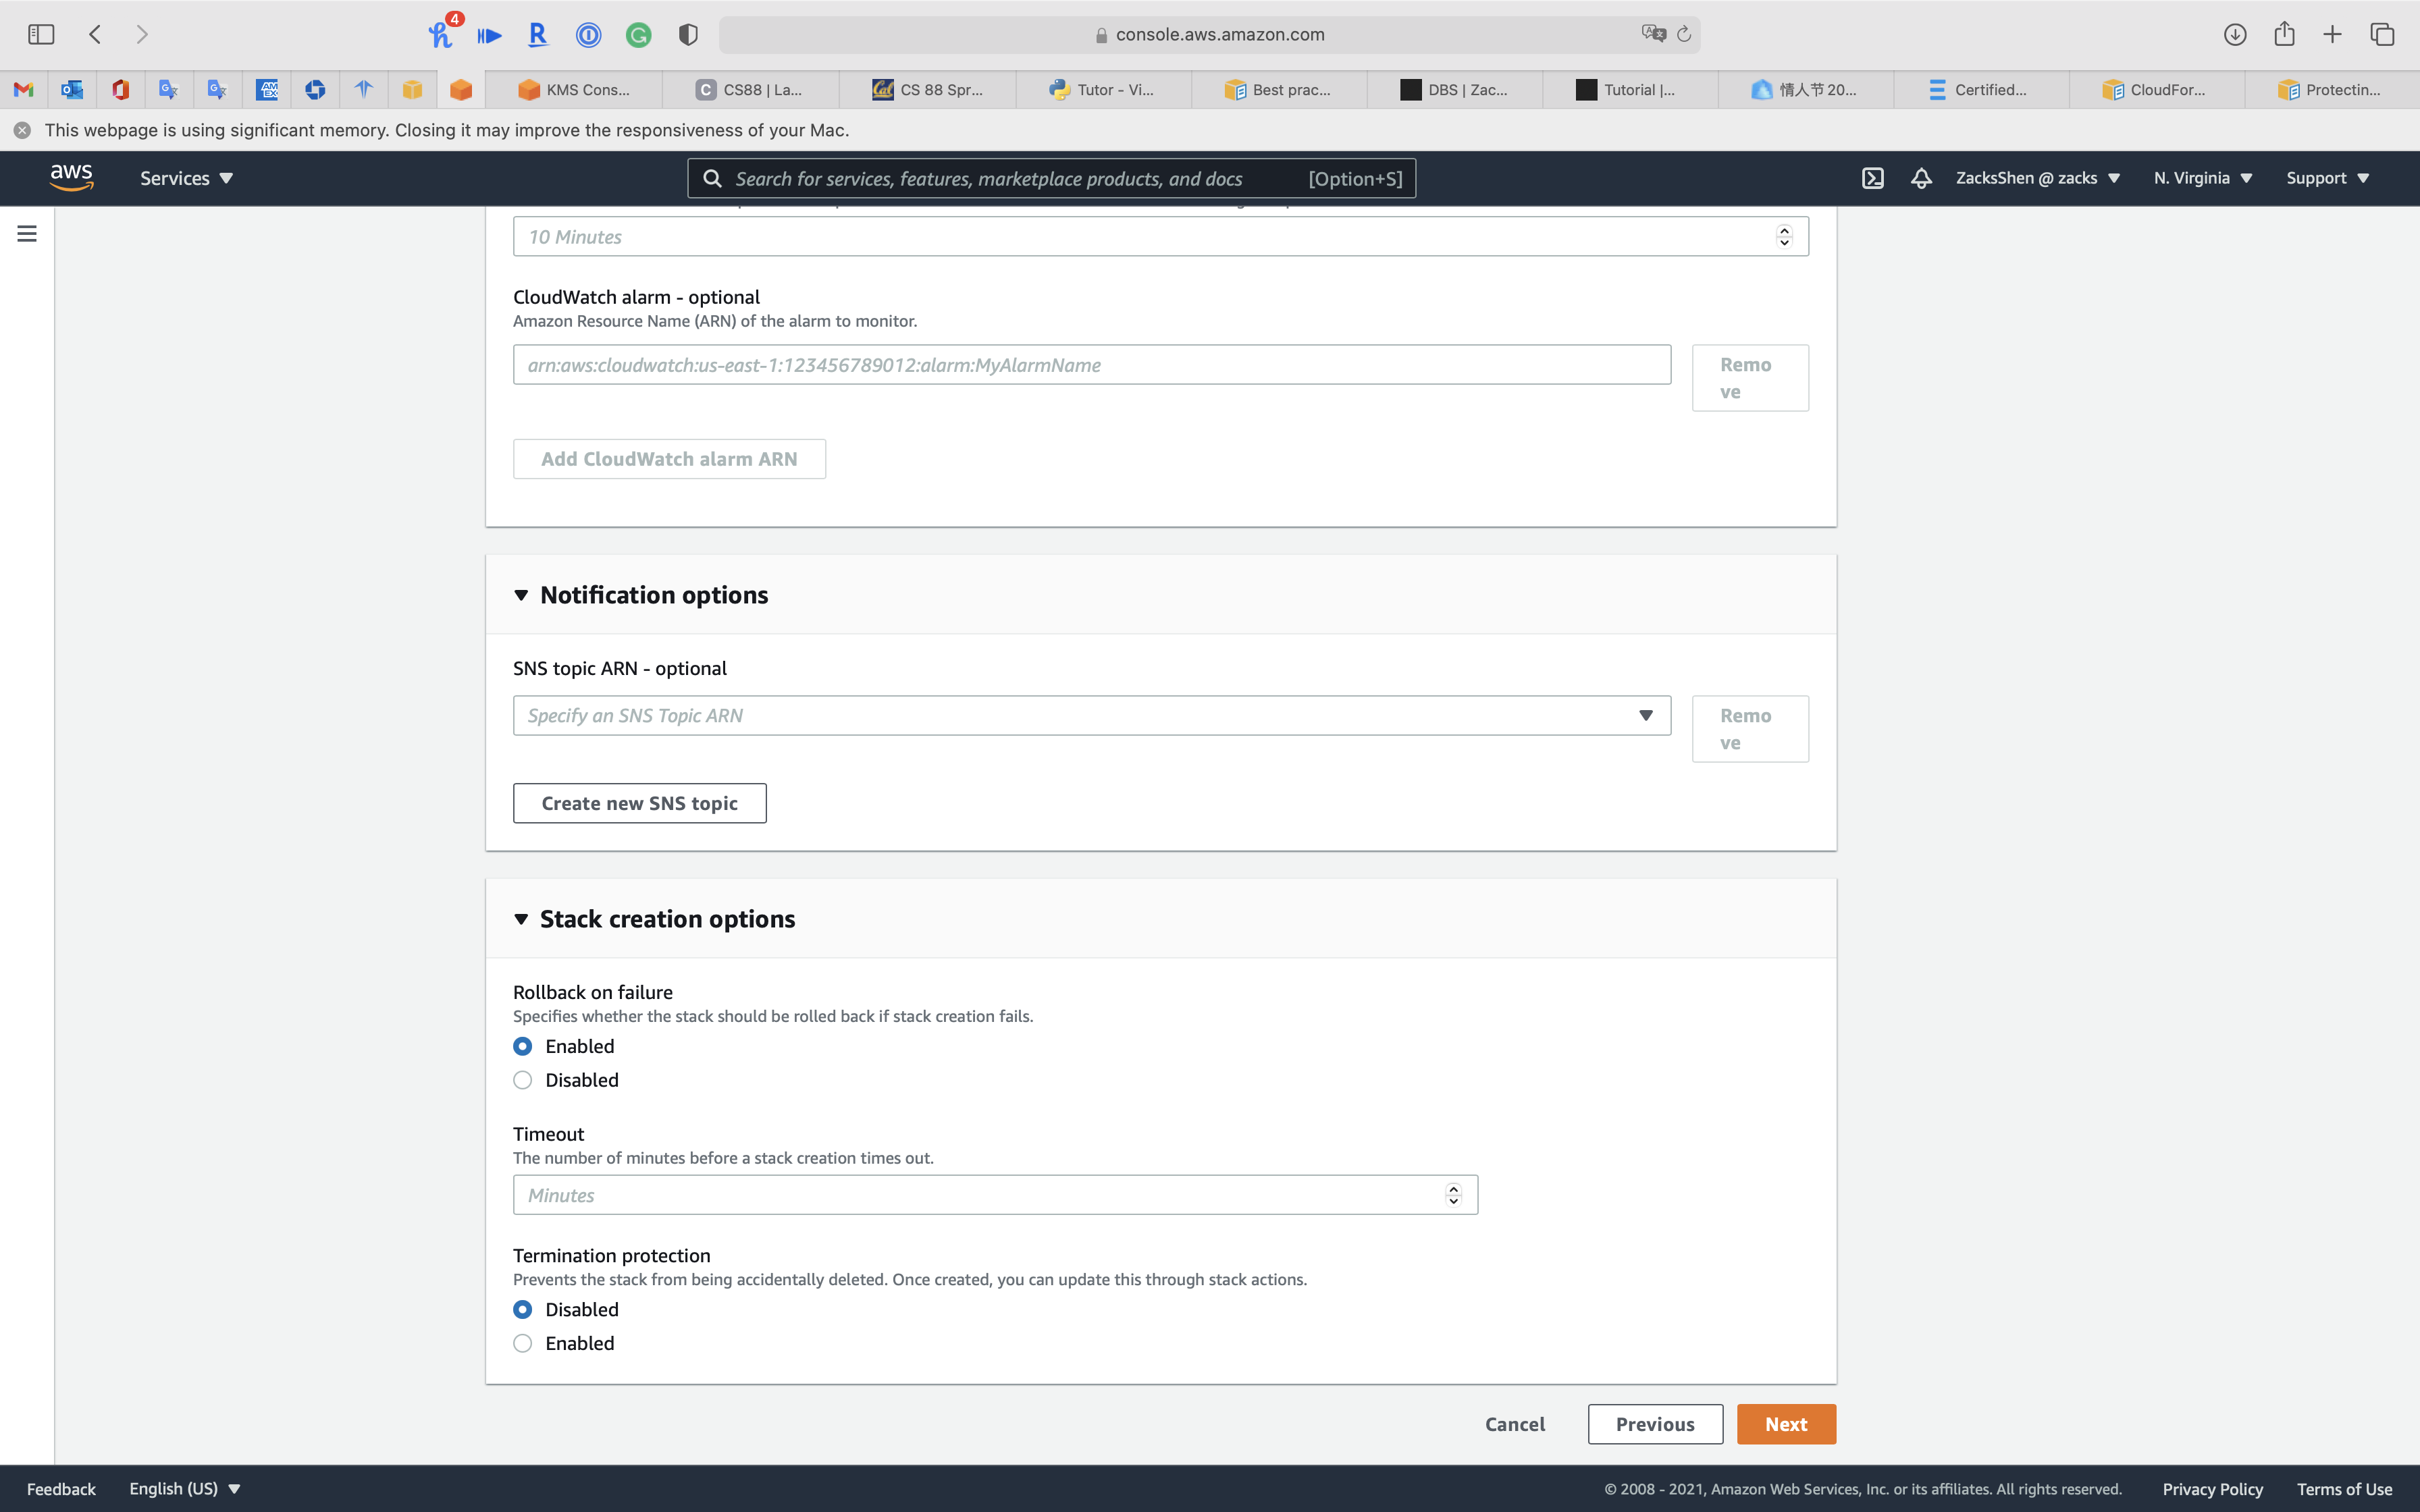 4
console.aws.amazon.com
KMS Cons...
CS88 | La...
CS 88 Spr...
Tutor - Vi...
Best prac...
DBS | Zac...
Tutorial |...
情人节 20...
Certified...
CloudFor...
Protectin...
This webpage is using significant memory. Closing it may improve the responsiveness of your Mac.
aws
Services
Search for services, features, marketplace products, and docs
[Option+S]
ZacksShen @ zacks
N. Virginia
Support
10 Minutes
CloudWatch alarm - optional
Amazon Resource Name (ARN) of the alarm to monitor.
arn:aws:cloudwatch:us-east-1:123456789012:alarm:MyAlarmName
Remo
ve
Add CloudWatch alarm ARN
Notification options
SNS topic ARN - optional
Specify an SNS Topic ARN
Remo
ve
Create new SNS topic
Stack creation options
Rollback on failure
Specifies whether the stack should be rolled back if stack creation fails.
Enabled
Disabled
Timeout
The number of minutes before a stack creation times out.
Minutes
Termination protection
Prevents the stack from being accidentally deleted. Once created, you can update this through stack actions.
Disabled
Enabled
Cancel
Previous
Next
Feedback
English (US)
© 2008 - 2021, Amazon Web Services, Inc. or its affiliates. All rights reserved.
Privacy Policy
Terms of Use